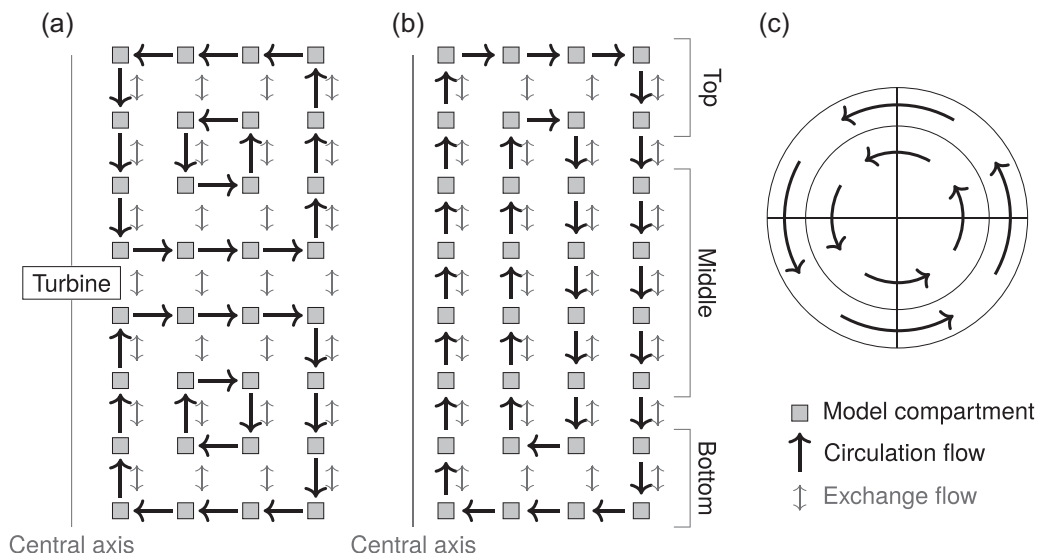 (a)
(b)
(c)
Top
Middle
Bottom
Turbine
Model compartment
Circulation flow
Exchange flow
Central axis
Central axis